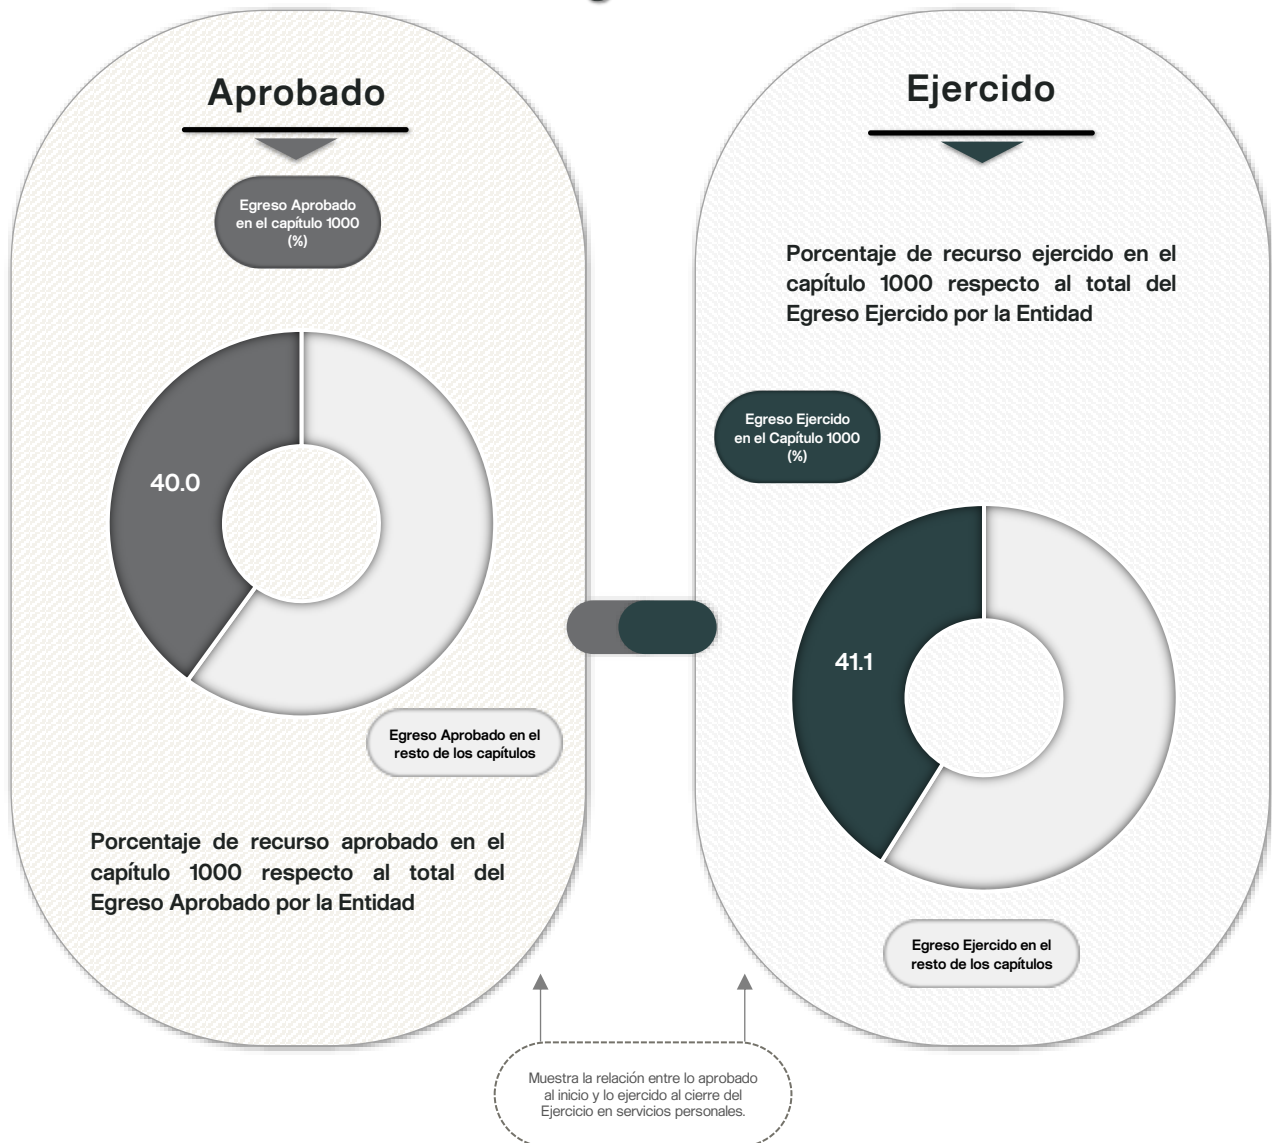 Aprobado
Egreso Aprobado
en el capítulo 1000
(%)
40.0
Egreso Aprobado en el
resto de los capítulos
Porcentaje de recurso aprobado en el
capítulo 1000 respecto al total del
Egreso Aprobado por la Entidad
Ejercido
Porcentaje de recurso ejercido en el
capítulo 1000 respecto al total del
Egreso Ejercido por la Entidad
Egreso Ejercido
en el Capítulo 1000
(%)
41.1
Egreso Ejercido en el
resto de los capítulos
Muestra la relación entre lo aprobado
al inicio y lo ejercido al cierre del
Ejercicio en servicios personales.